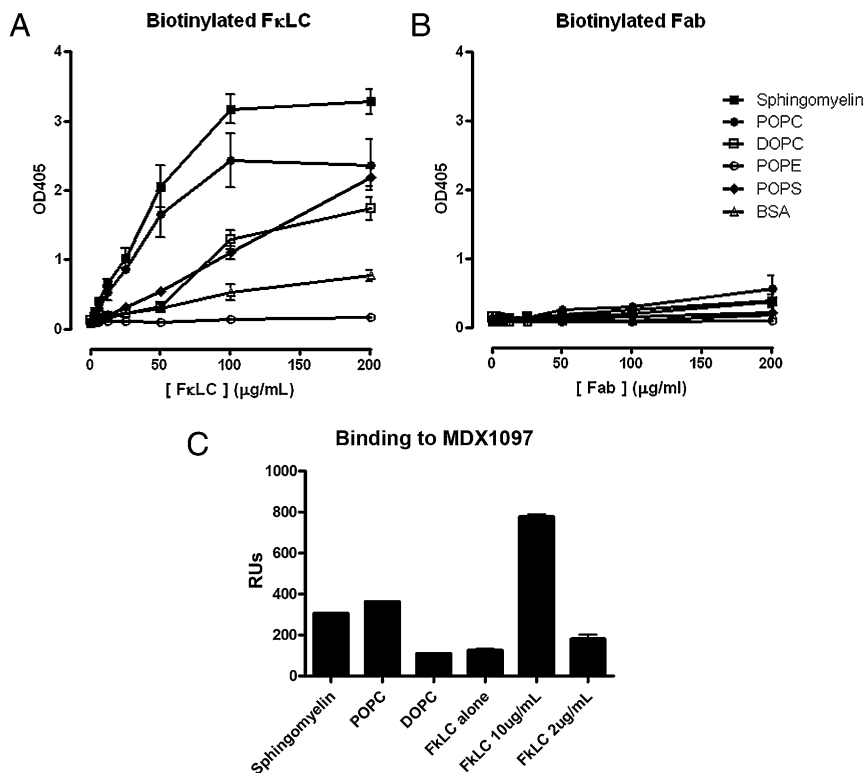 A
Biotinylated FκLC
OD405
4
3
2
1
0
0
50
100
150
200
[ FκLC ] (μg/mL)
B
Biotinylated Fab
OD405
4
3
2
1
0
0
50
100
150
200
[ Fab ] (μg/ml)
Sphingomyelin
POPC
DOPC
POPE
POPS
BSA
C
Binding to MDX1097
RUs
1000
800
600
400
200
0
Sphingomyelin
POPC
DOPC
FkLC alone
FkLC 10ug/mL
FkLC 2ug/mL